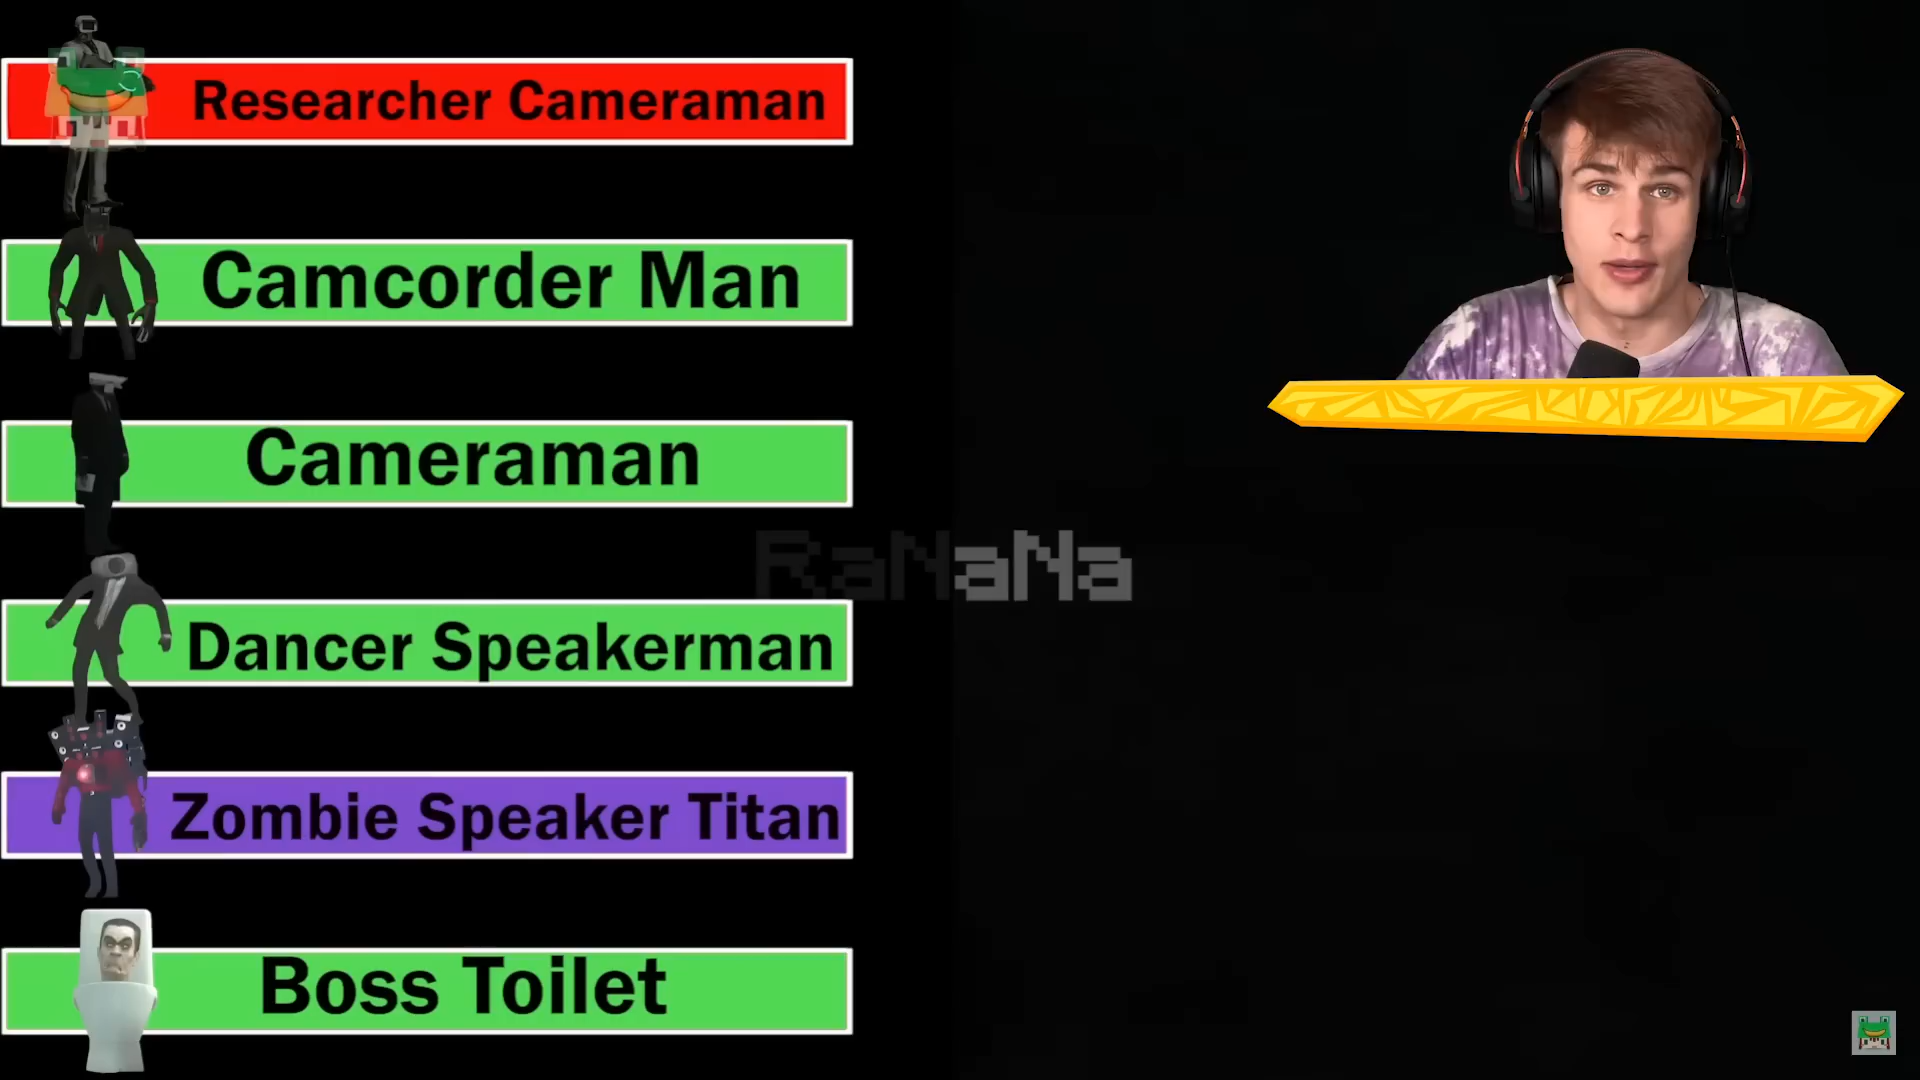 Researcher Cameraman
Camcorder Man
Cameraman
RaNaNa
Dancer Speakerman
Zombie Speaker Titan
Boss Toilet